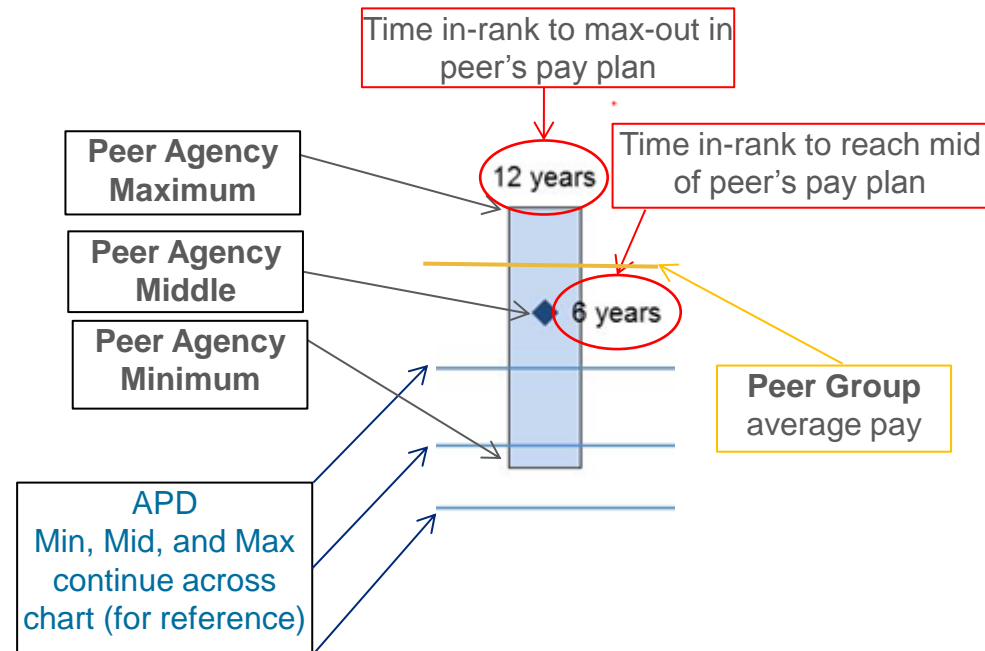 Time in-rank to max-out in
peer's pay plan
Time in-rank to reach mid
of peer's pay plan
12 years
Peer Agency
Maximum
Peer Agency
Middle
6 years
Peer Agency
Minimum
Peer Group
average pay
APD
Min, Mid, and Max
continue across
chart (for reference)